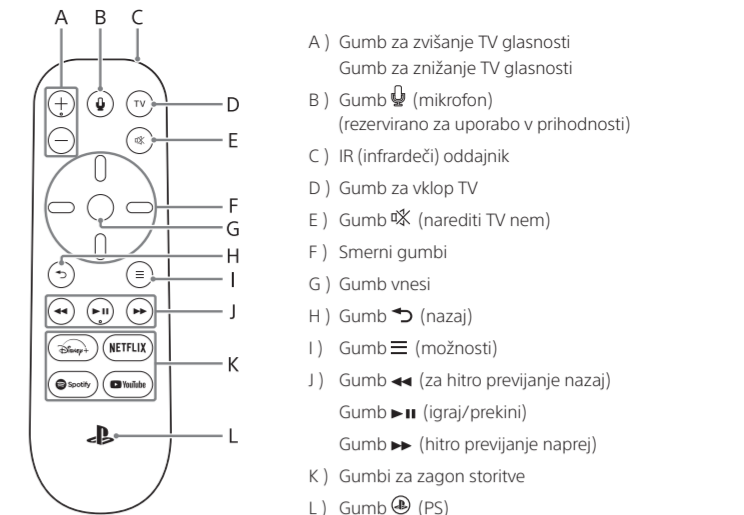 A B C
TV
D
E
F
G
H
I
J
Disney+ NETFLIX
Spotify YouTube
K
L
A ) Gumb za zvišanje TV glasnosti
Gumb za znižanje TV glasnosti
B ) Gumb (mikrofon)
(rezervirano za uporabo v prihodnosti)
C ) IR (infrardeči) oddajnik
D ) Gumb za vklop TV
E ) Gumb (narediti TV nem)
F ) Smerni gumbi
G ) Gumb vnesi
H ) Gumb (nazaj)
I ) Gumb (možnosti)
J ) Gumb ◄◄ (za hitro previjanje nazaj)
Gumb ►II (igraj/prekini)
Gumb ►► (hitro previjanje naprej)
K ) Gumbi za zagon storitve
L ) Gumb (PS)